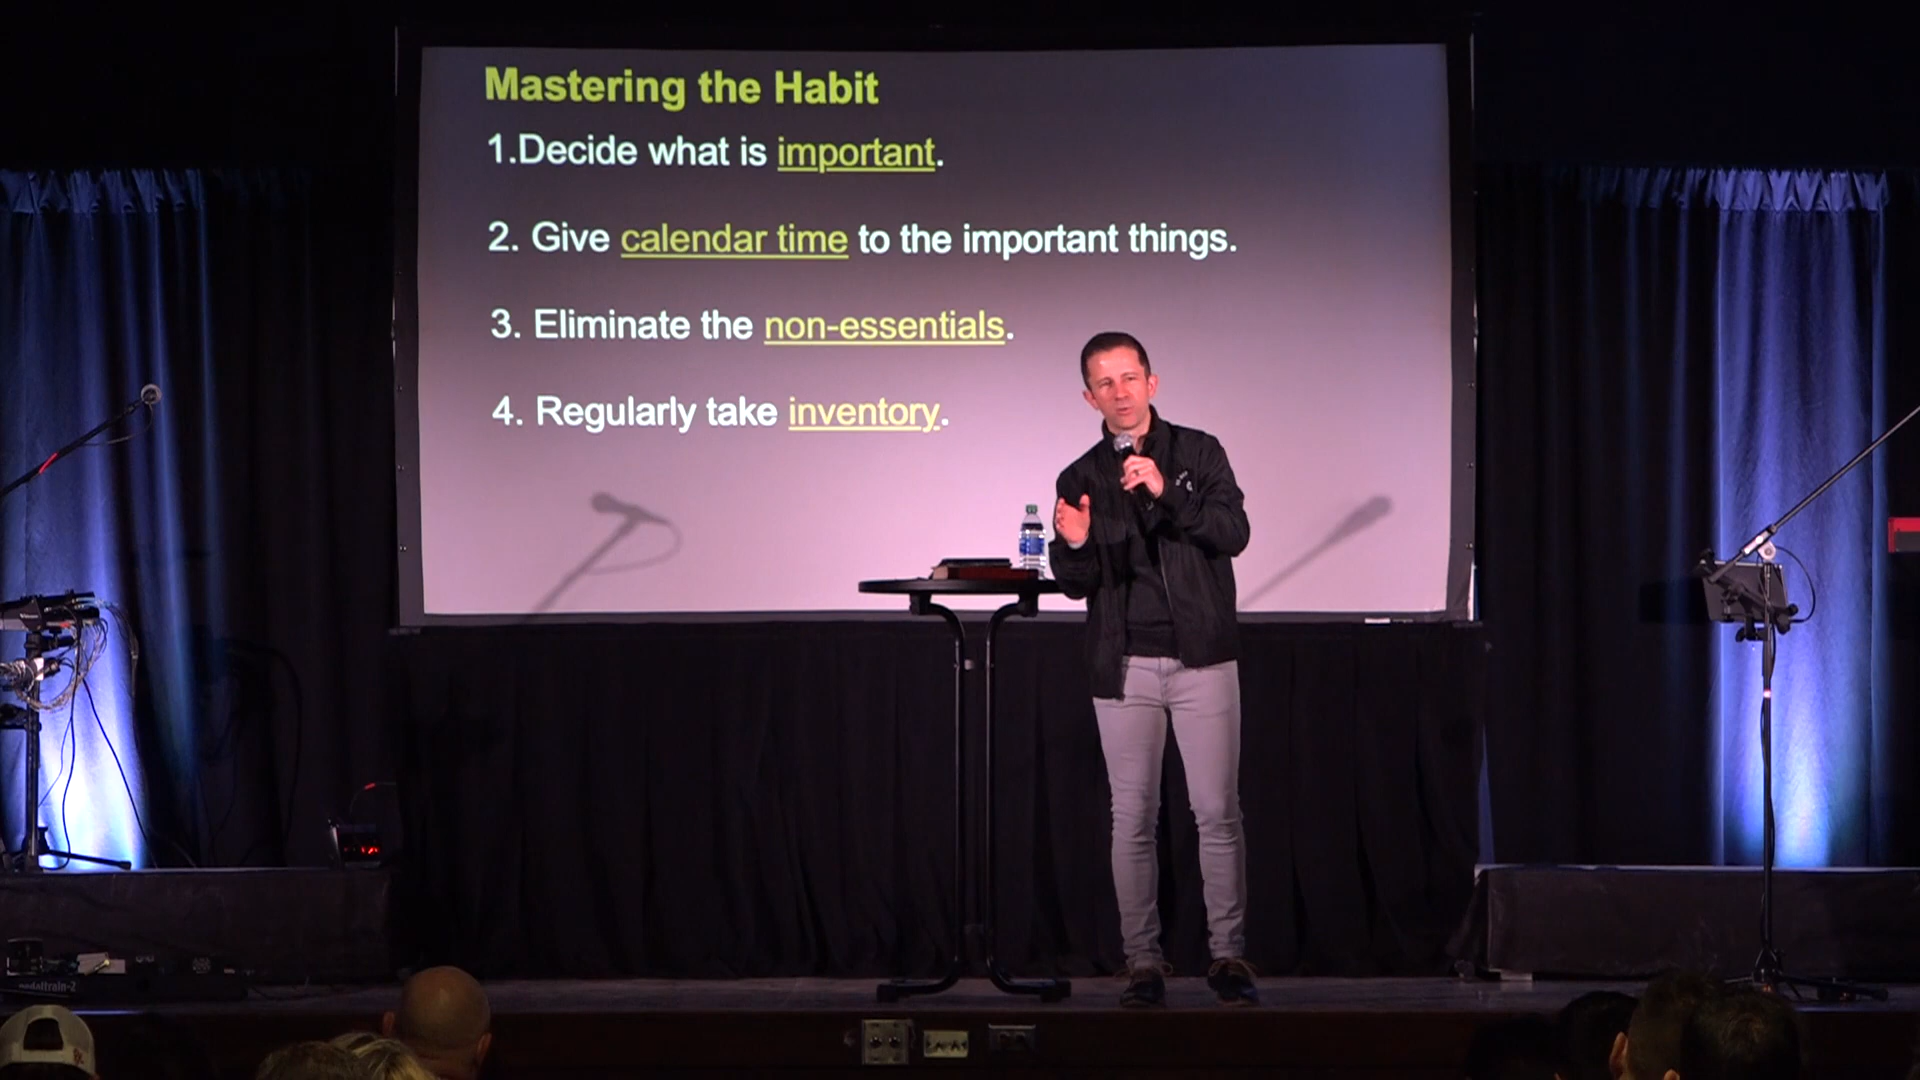 Mastering the Habit
1.Decide what is important.
2. Give calendar time to the important things.
3. Eliminate the non-essentials.
4. Regularly take inventory.